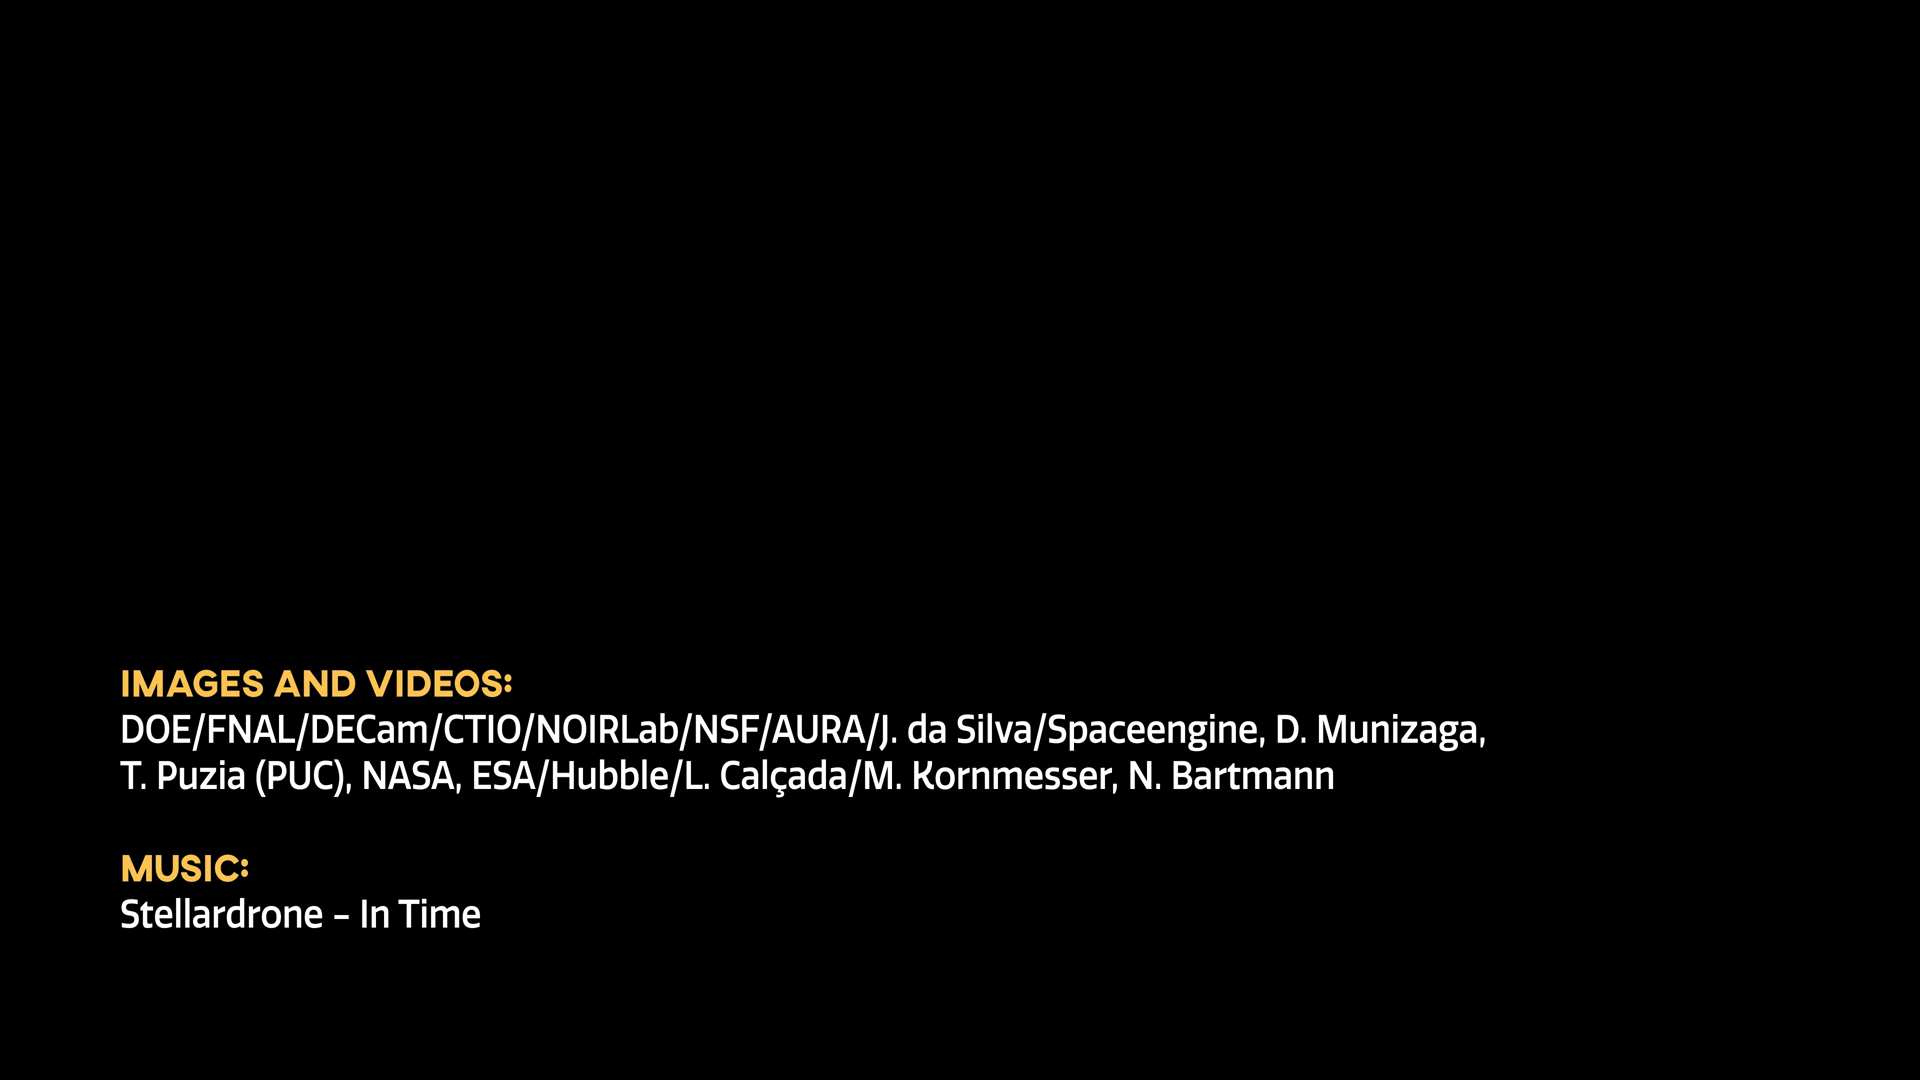 IMAGES AND VIDEOS:
DOE/FNAL/DECam/CTIO/NOIRLab/NSF/AURA/J. da Silva/Spaceengine, D. Munizaga,
T. Puzia (PUC), NASA, ESA/Hubble/L. Calçada/M. Kornmesser, N. Bartmann
MUSIC:
Stellardrone – In Time